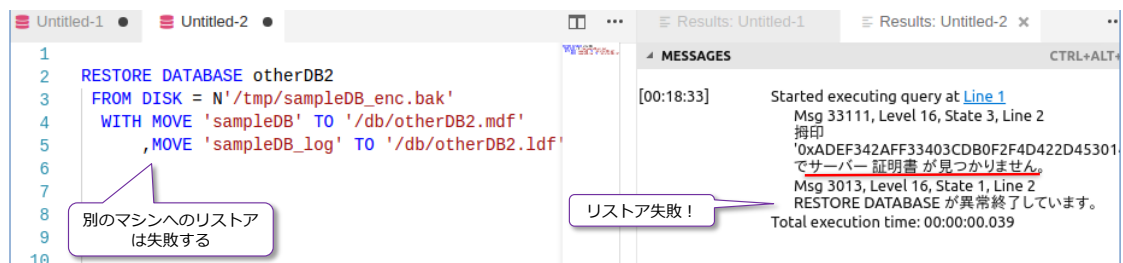 Untitled-1 ● Untitled-2 ●
1
2 RESTORE DATABASE otherDB2
3 FROM DISK = N'/tmp/sampleDB_enc.bak'
4 WITH MOVE 'sampleDB' TO '/db/otherDB2.mdf'
5 ,MOVE 'sampleDB_log' TO '/db/otherDB2.ldf'
6
7
8
9
10
別のマシンへのリストア
は失敗する
Results: Untitled-1 Results: Untitled-2 ×
MESSAGES CTRL+ALT+
[00:18:33] Started executing query at Line 1
Msg 33111, Level 16, State 3, Line 2
拇印
'0xADEF342AFF33403CDB0F2F4D422D45301
でサーバー 証明書 が見つかりません。
Msg 3013, Level 16, State 1, Line 2
RESTORE DATABASE が異常終了しています。
Total execution time: 00:00:00.039
リストア失敗！